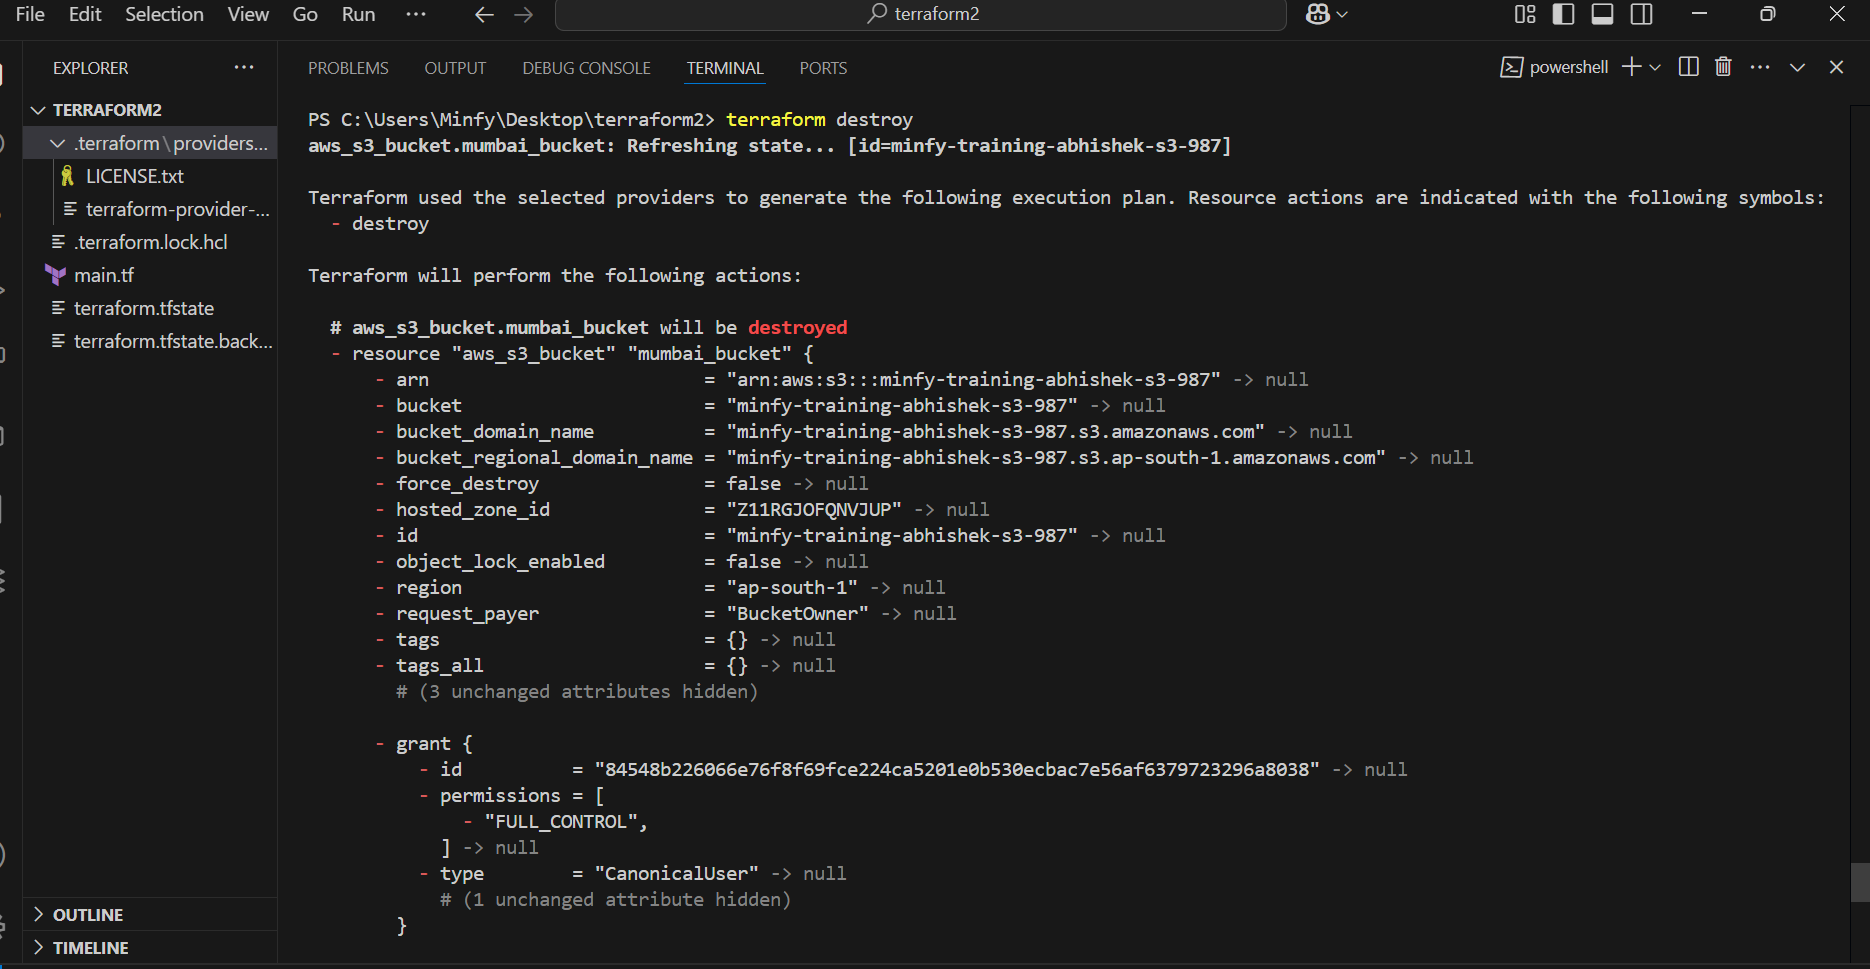 File Edit Selection View Go Run ··· terraform2
EXPLORER ···
TERRAFORM2
.terraform\providers...
LICENSE.txt
terraform-provider-...
.terraform.lock.hcl
main.tf
terraform.tfstate
terraform.tfstate.back...
OUTLINE
TIMELINE
PROBLEMS OUTPUT DEBUG CONSOLE TERMINAL PORTS powershell
PS C:\Users\Minfy\Desktop\terraform2> terraform destroy
aws_s3_bucket.mumbai_bucket: Refreshing state... [id=minfy-training-abhishek-s3-987]
Terraform used the selected providers to generate the following execution plan. Resource actions are indicated with the following symbols:
- destroy
Terraform will perform the following actions:
# aws_s3_bucket.mumbai_bucket will be destroyed
- resource "aws_s3_bucket" "mumbai_bucket" {
- arn = "arn:aws:s3:::minfy-training-abhishek-s3-987" -> null
- bucket = "minfy-training-abhishek-s3-987" -> null
- bucket_domain_name = "minfy-training-abhishek-s3-987.s3.amazonaws.com" -> null
- bucket_regional_domain_name = "minfy-training-abhishek-s3-987.s3.ap-south-1.amazonaws.com" -> null
- force_destroy = false -> null
- hosted_zone_id = "Z11RGJOFQNVJUP" -> null
- id = "minfy-training-abhishek-s3-987" -> null
- object_lock_enabled = false -> null
- region = "ap-south-1" -> null
- request_payer = "BucketOwner" -> null
- tags = {} -> null
- tags_all = {} -> null
# (3 unchanged attributes hidden)
- grant {
- id = "84548b226066e76f8f69fce224ca5201e0b530ecbac7e56af6379723296a8038" -> null
- permissions = [
- "FULL_CONTROL",
] -> null
- type = "CanonicalUser" -> null
# (1 unchanged attribute hidden)
}